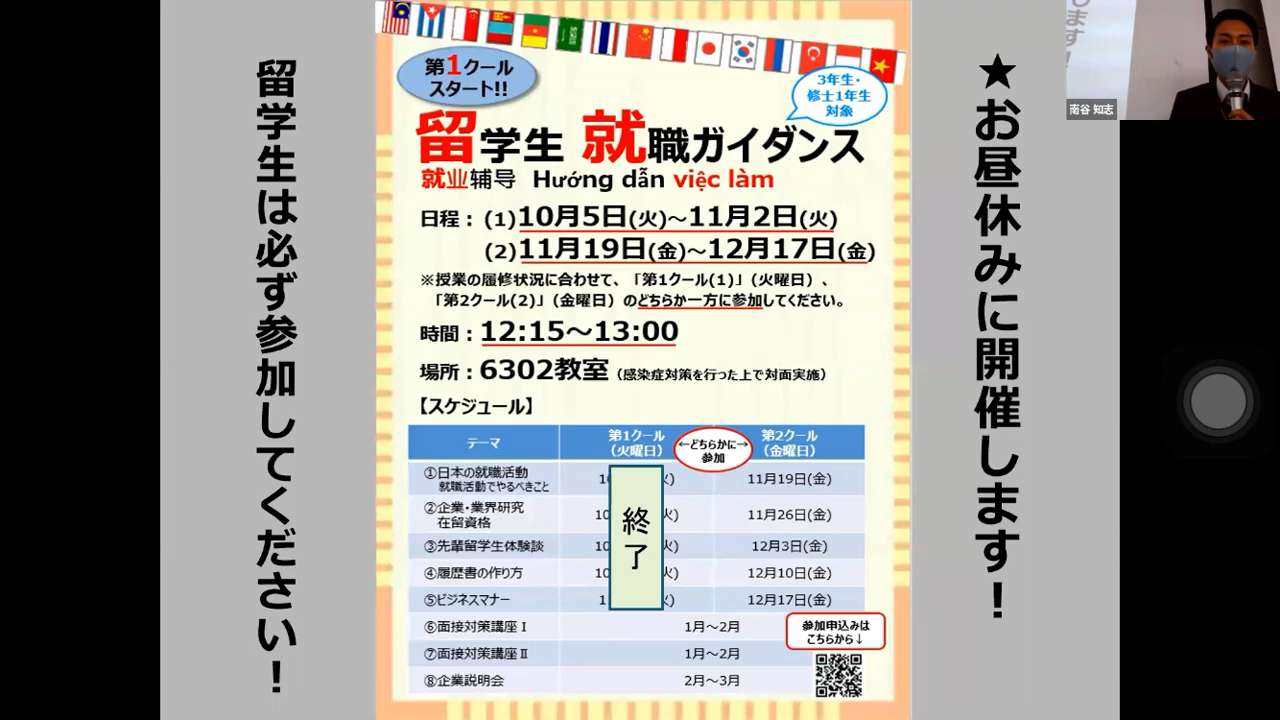 留学生は必ず参加してください！
第1クール
スタート!!
3年生・
修士1年生
対象
留学生 就職ガイダンス
就业辅导 Hướng dẫn việc làm
日程：(1)10月5日(火)～11月2日(火)
(2)11月19日(金)～12月17日(金)
※授業の履修状況に合わせて、「第1クール(1)」（火曜日）、
「第2クール(2)」（金曜日）のどちらか一方に参加してください。
時間：12:15～13:00
場所：6302教室（感染症対策を行った上で対面実施）
【スケジュール】
テーマ 第1クール（火曜日） ←どちらかに→参加 第2クール（金曜日）
①日本の就職活動
就職活動でやるべきこと 11月19日(金)
②企業・業界研究
在留資格 11月26日(金)
③先輩留学生体験談 12月3日(金)
④履歴書の作り方 12月10日(金)
⑤ビジネスマナー 12月17日(金)
終了
⑥面接対策講座Ⅰ 1月～2月
⑦面接対策講座Ⅱ 1月～2月
⑧企業説明会 2月～3月
参加申込みは
こちらから↓
★お昼休みに開催します！
します！
南谷 知志